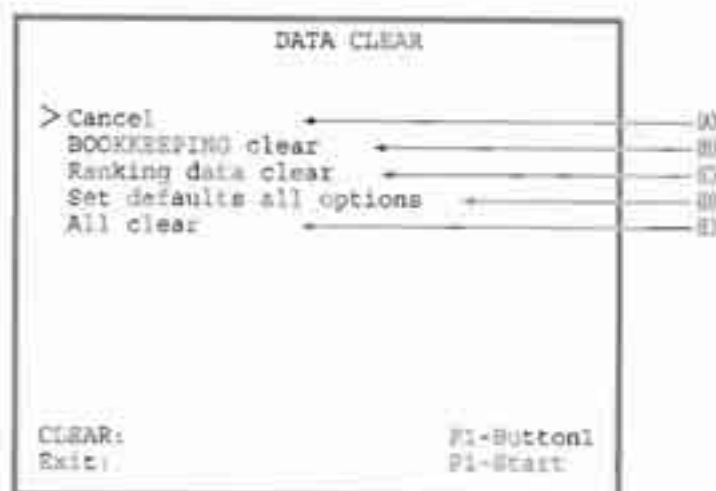 DATA CLEAR
> Cancel (A)
BOOKKEEPING clear (B)
Ranking data clear (C)
Set defaults all options (D)
All clear (E)
CLEAR: P1-Button1
Exit: P1-Start